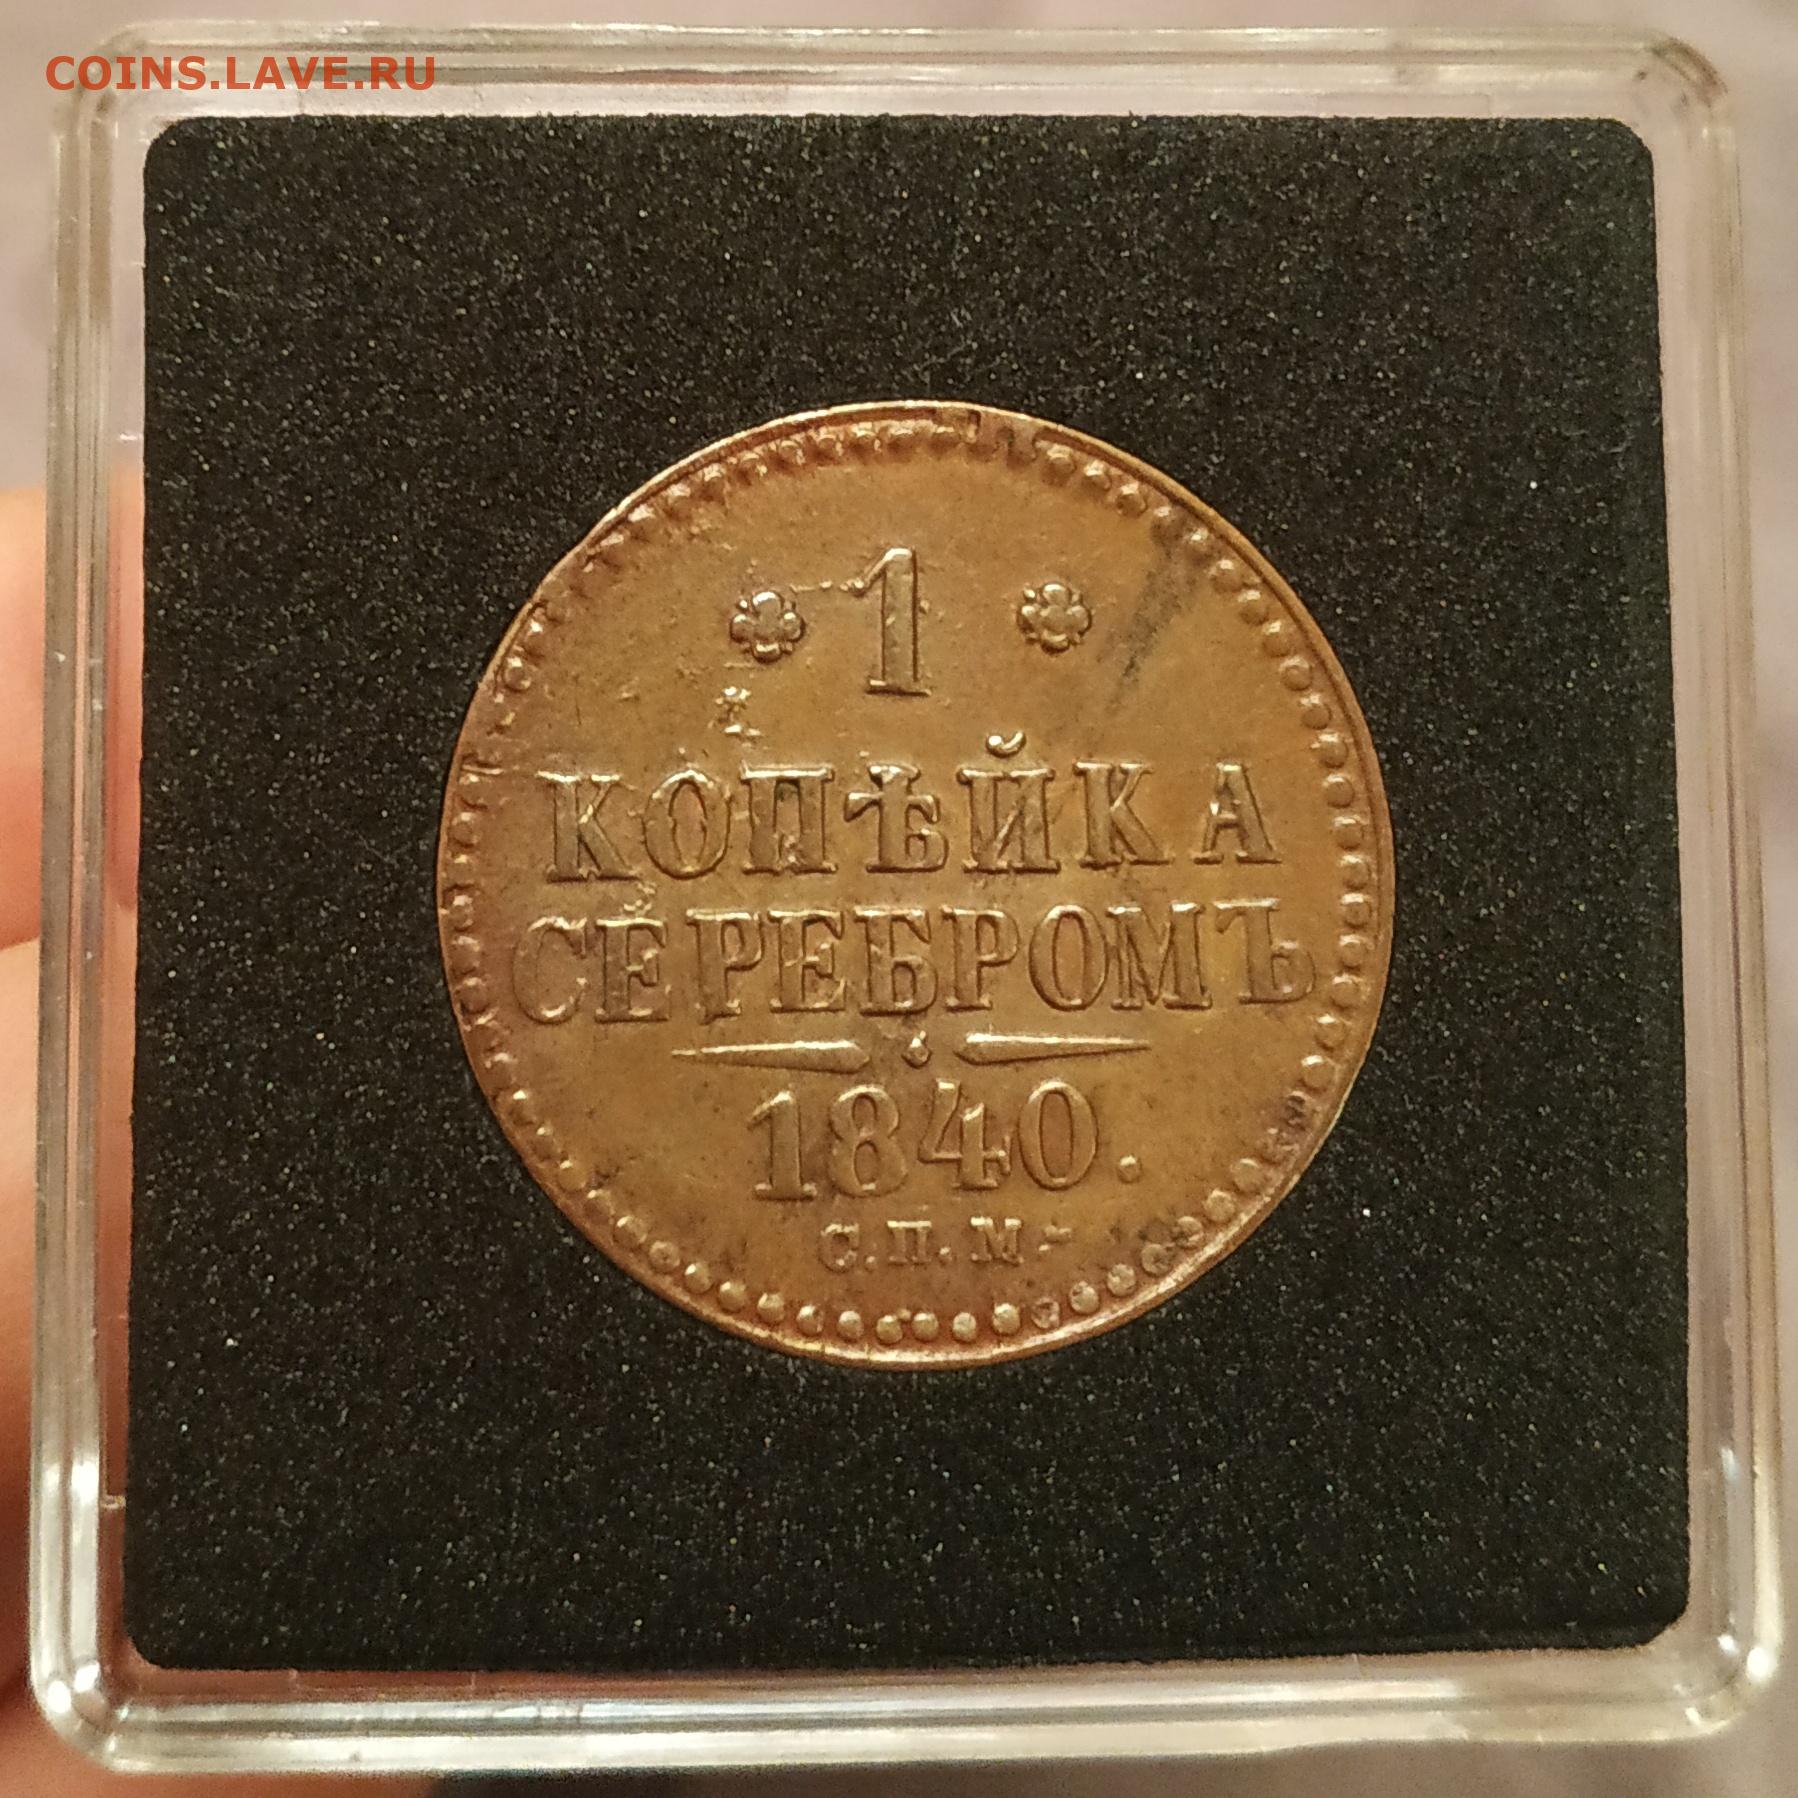 COINS.LAVE.RU
1
КОПѢЙКА
СЕРЕБРОМЪ
1840.
С.П.М.